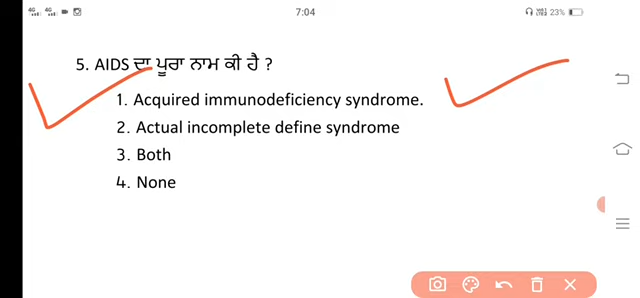 7:04
23%
5. AIDS ਦਾ ਪੂਰਾ ਨਾਮ ਕੀ ਹੈ ?
1. Acquired immunodeficiency syndrome.
2. Actual incomplete define syndrome
3. Both
4. None